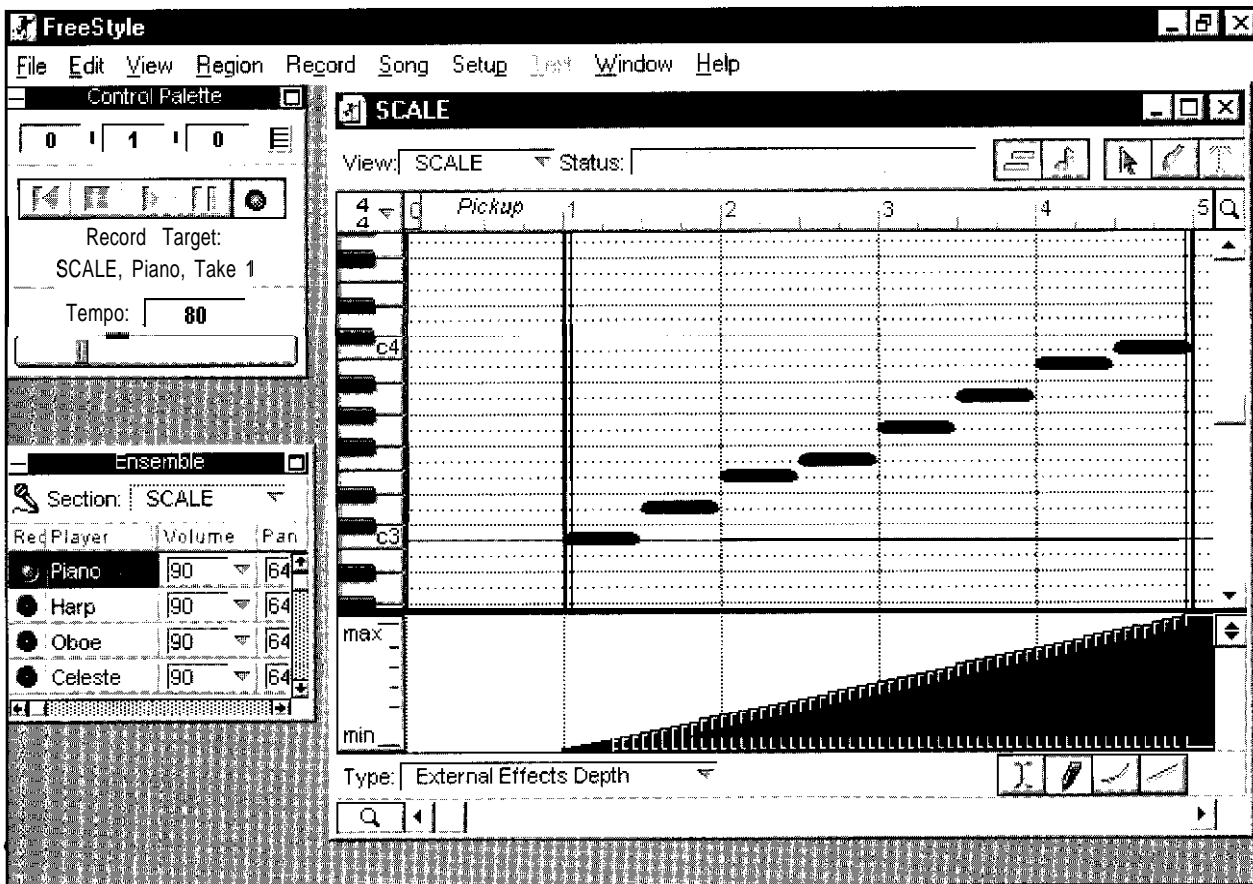 FreeStyle
File Edit View Region Record Song Setup Text Window Help
Control Palette
0 1 0
Record Target:
SCALE, Piano, Take 1
Tempo: 80
Ensemble
Section: SCALE
Rec Player Volume Pan
Piano 90 64
Harp 90 64
Oboe 90 64
Celeste 90 64
SCALE
View: SCALE Status:
4
4
0 Pickup 1 2 3 4 5
c4
c3
max
min
Type: External Effects Depth